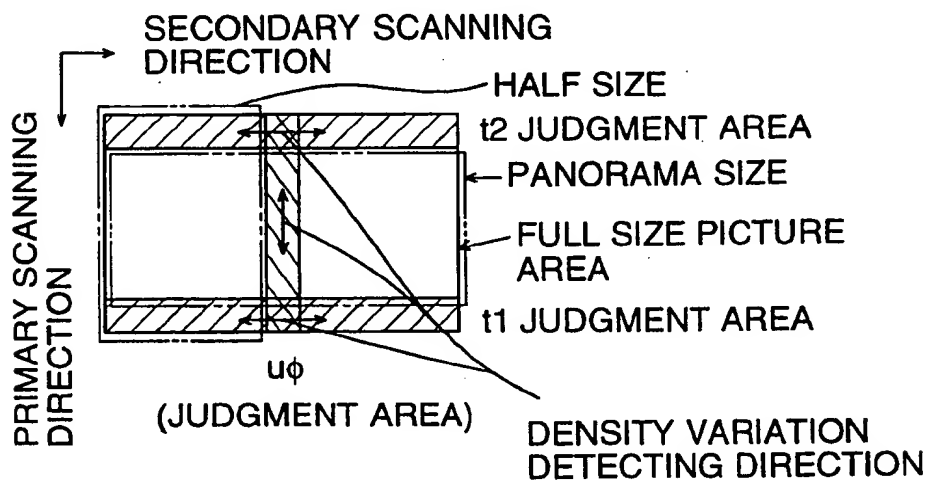 SECONDARY SCANNING
DIRECTION
HALF SIZE
t2 JUDGMENT AREA
PANORAMA SIZE
FULL SIZE PICTURE
AREA
t1 JUDGMENT AREA
PRIMARY SCANNING
DIRECTION
uϕ
(JUDGMENT AREA)
DENSITY VARIATION
DETECTING DIRECTION